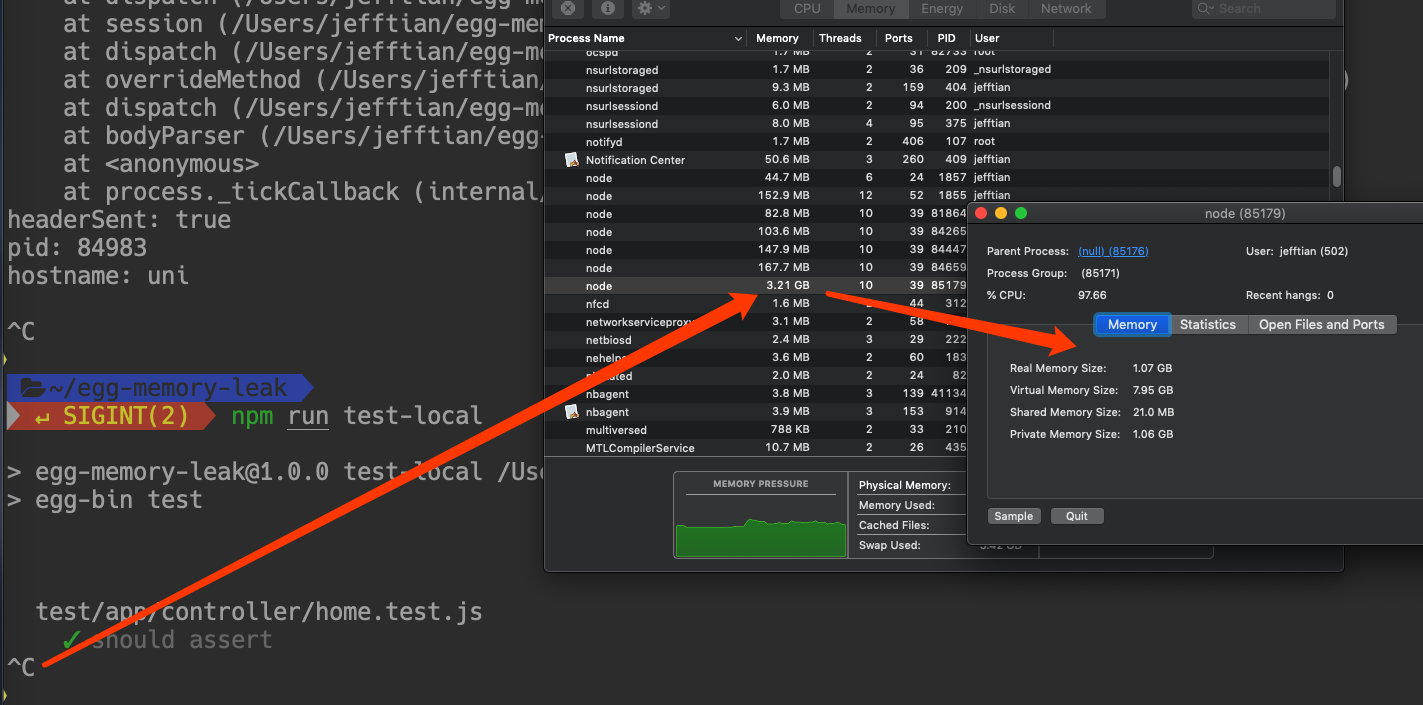 at dispatch (/Users/jefftian/egg-me
at session (/Users/jefftian/egg-mem
at dispatch (/Users/jefftian/egg-me
at overrideMethod (/Users/jefftian/
at dispatch (/Users/jefftian/egg-me
at bodyParser (/Users/jefftian/egg-
at <anonymous>
at process._tickCallback (internal/
headerSent: true
pid: 84983
hostname: uni
^C
~/egg-memory-leak
↵ SIGINT(2) npm run test-local
> egg-memory-leak@1.0.0 test-local /Use
> egg-bin test
test/app/controller/home.test.js
✓ should assert
^C
CPU Memory Energy Disk Network Search
Process Name Memory Threads Ports PID User
ocspd 1.7 MB 2 31 82733 root
nsurlstoraged 1.7 MB 2 36 209 _nsurlstoraged
nsurlstoraged 9.3 MB 2 159 404 jefftian
nsurlsessiond 6.0 MB 2 94 200 _nsurlsessiond
nsurlsessiond 8.0 MB 4 95 375 jefftian
notifyd 1.7 MB 2 406 107 root
Notification Center 50.6 MB 3 260 409 jefftian
node 44.7 MB 6 24 1857 jefftian
node 152.9 MB 12 52 1855 jefftian
node 82.8 MB 10 39 81864
node 103.6 MB 10 39 84265
node 147.9 MB 10 39 84447
node 167.7 MB 10 39 84659
node 3.21 GB 10 39 85179
nfcd 1.6 MB 2 44 312
networkserviceproxy 3.1 MB 2 58
netbiosd 2.4 MB 3 29 222
nehelper 3.6 MB 2 60 183
2.0 MB 2 24 82
nbagent 3.8 MB 3 139 41134
nbagent 3.9 MB 3 153 914
multiversed 788 KB 2 33 210
MTLCompilerService 10.7 MB 2 26 435
MEMORY PRESSURE
Physical Memory:
Memory Used:
Cached Files:
Swap Used: 3.42 GB
node (85179)
Parent Process: (null) (85176) User: jefftian (502)
Process Group: (85171)
% CPU: 97.66 Recent hangs: 0
Memory Statistics Open Files and Ports
Real Memory Size: 1.07 GB
Virtual Memory Size: 7.95 GB
Shared Memory Size: 21.0 MB
Private Memory Size: 1.06 GB
Sample Quit